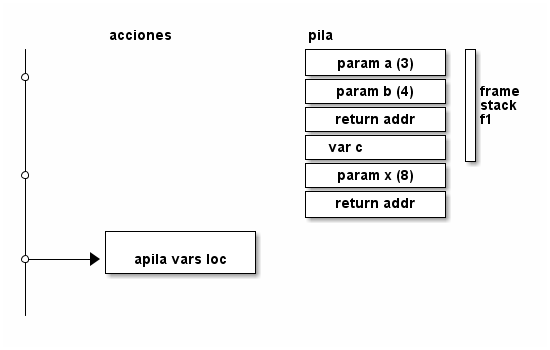 acciones
pila
param a (3)
param b (4)
return addr
var c
param x (8)
return addr
frame
stack
f1
apila vars loc